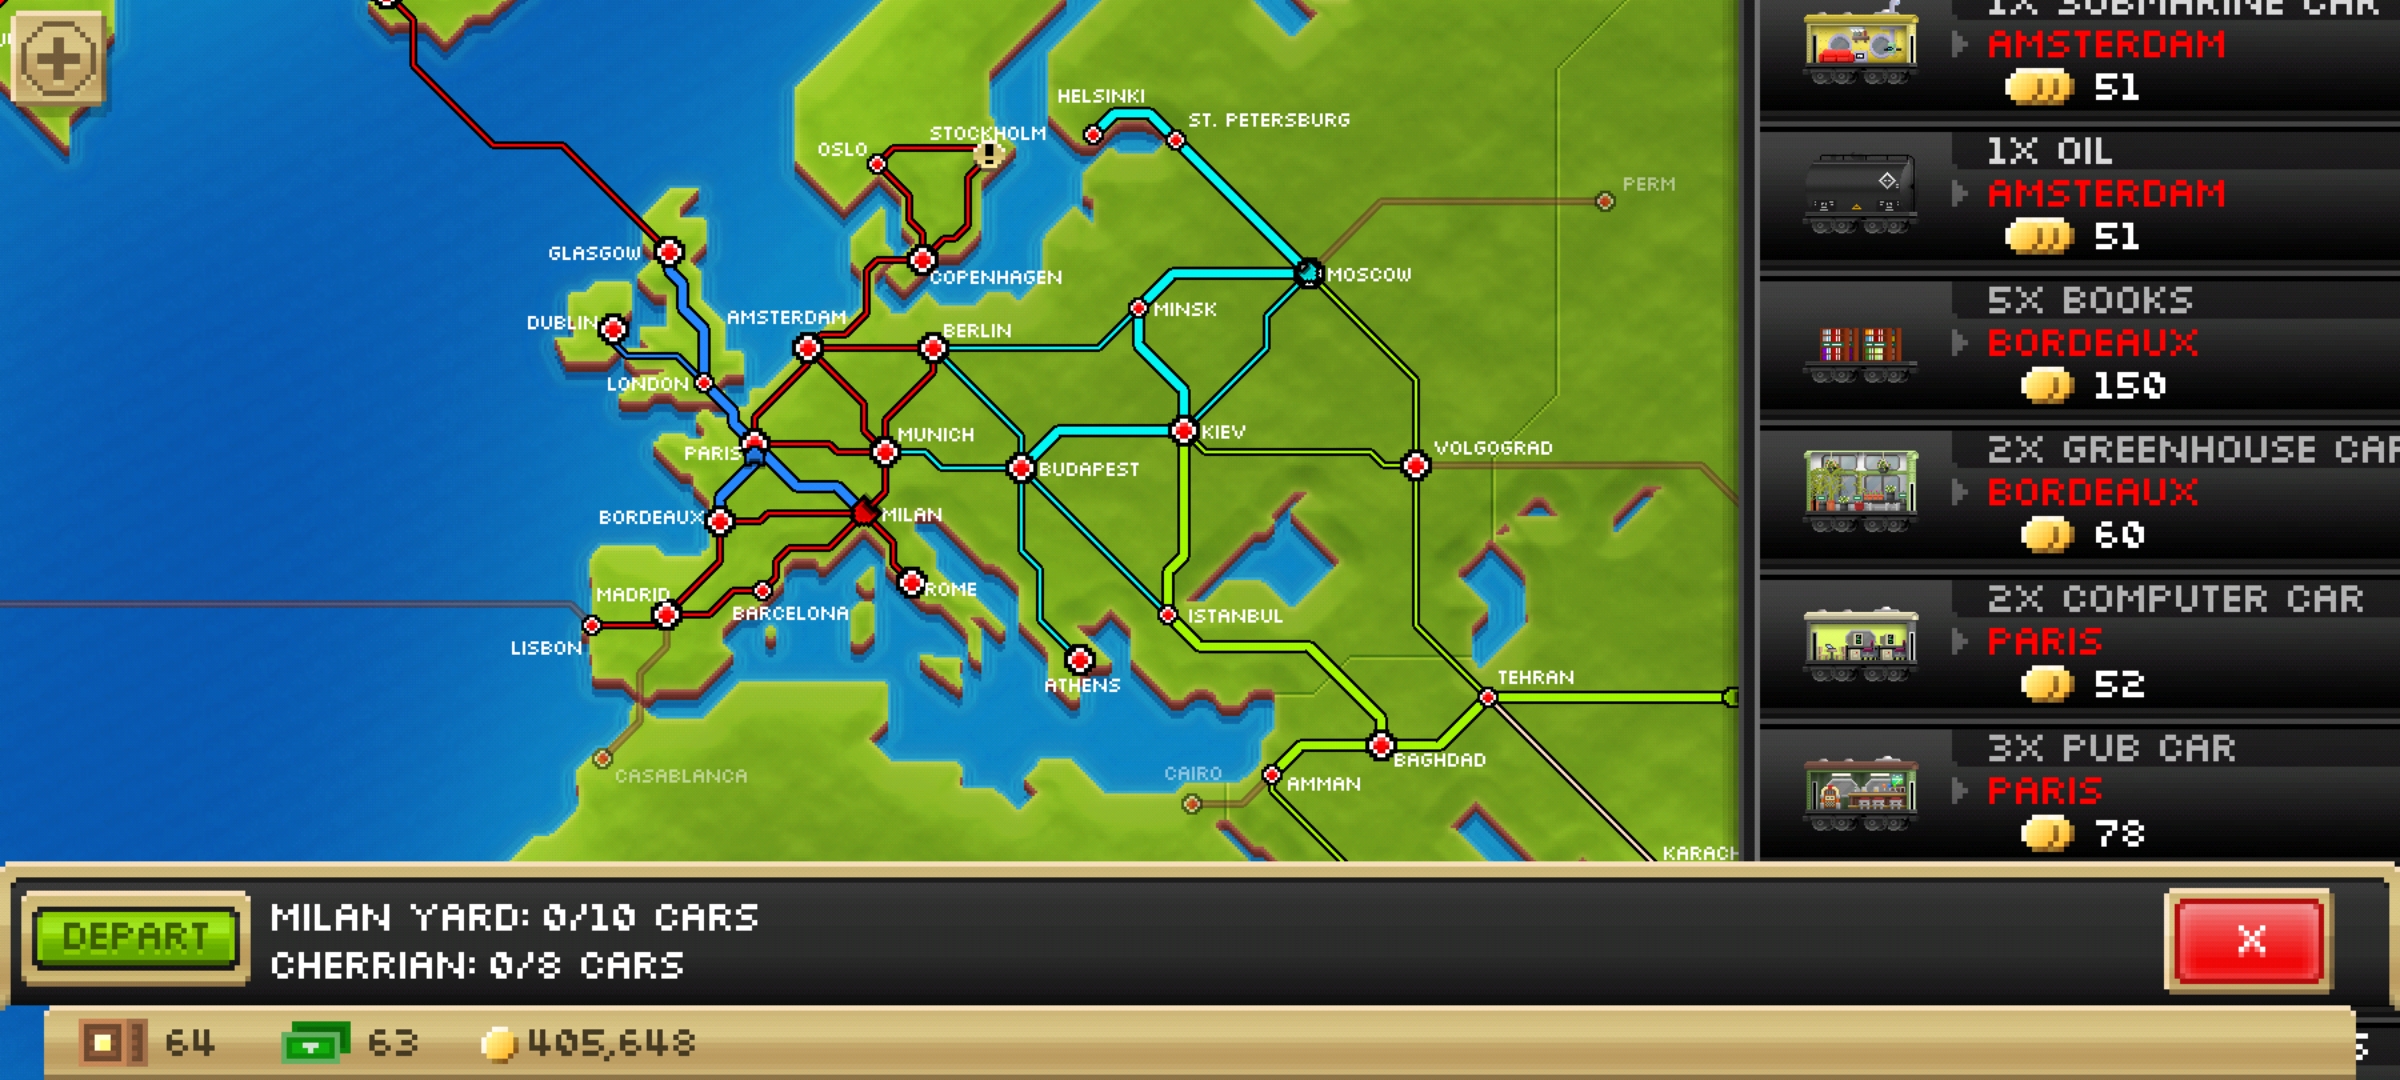 HELSINKI
ST. PETERSBURG
STOCKHOLM
OSLO
PERM
GLASGOW
COPENHAGEN
MOSCOW
DUBLIN
AMSTERDAM
BERLIN
MINSK
LONDON
MUNICH
KIEV
PARIS
BUDAPEST
VOLGOGRAD
BORDEAUX
MILAN
MADRID
ROME
BARCELONA
ISTANBUL
LISBON
ATHENS
TEHRAN
CASABLANCA
CAIRO
AMMAN
BAGHDAD
KARACH
1X SUBMARINE CAR
AMSTERDAM
51
1X OIL
AMSTERDAM
51
5X BOOKS
BORDEAUX
150
2X GREENHOUSE CAR
BORDEAUX
60
2X COMPUTER CAR
PARIS
52
3X PUB CAR
PARIS
78
DEPART
MILAN YARD: 0/10 CARS
CHERRIAN: 0/8 CARS
X
64
63
405,648